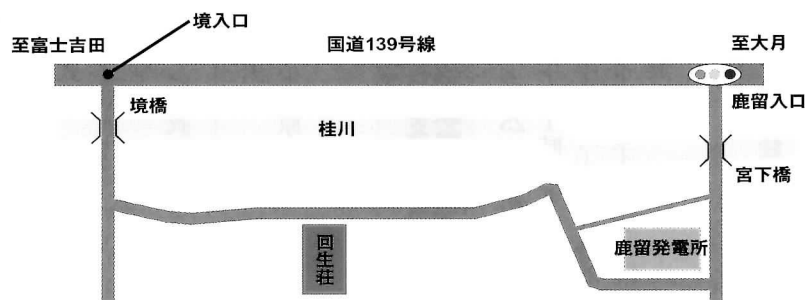 境入口
至富士吉田
国道139号線
至大月
境橋
鹿留入口
桂川
宮下橋
回生荘
鹿留発電所